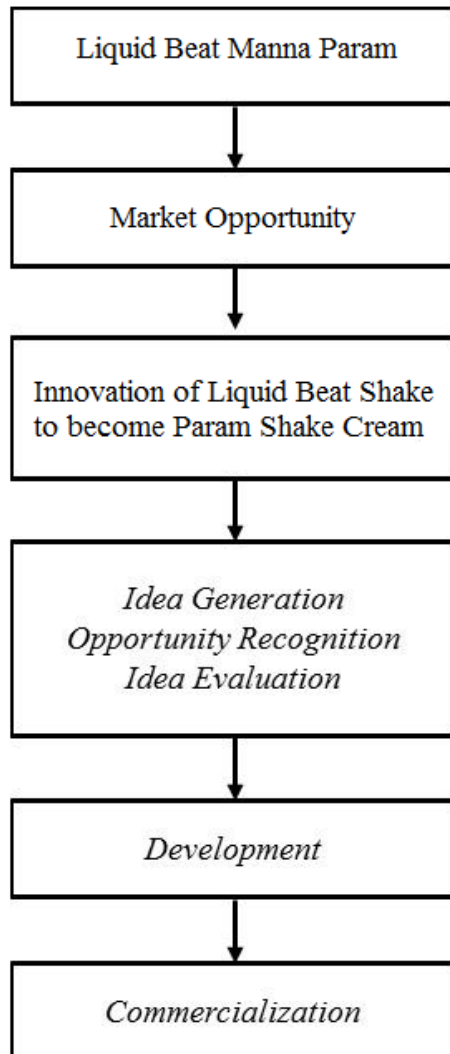 Liquid Beat Manna Param
Market Opportunity
Innovation of Liquid Beat Shake
to become Param Shake Cream
Idea Generation
Opportunity Recognition
Idea Evaluation
Development
Commercialization